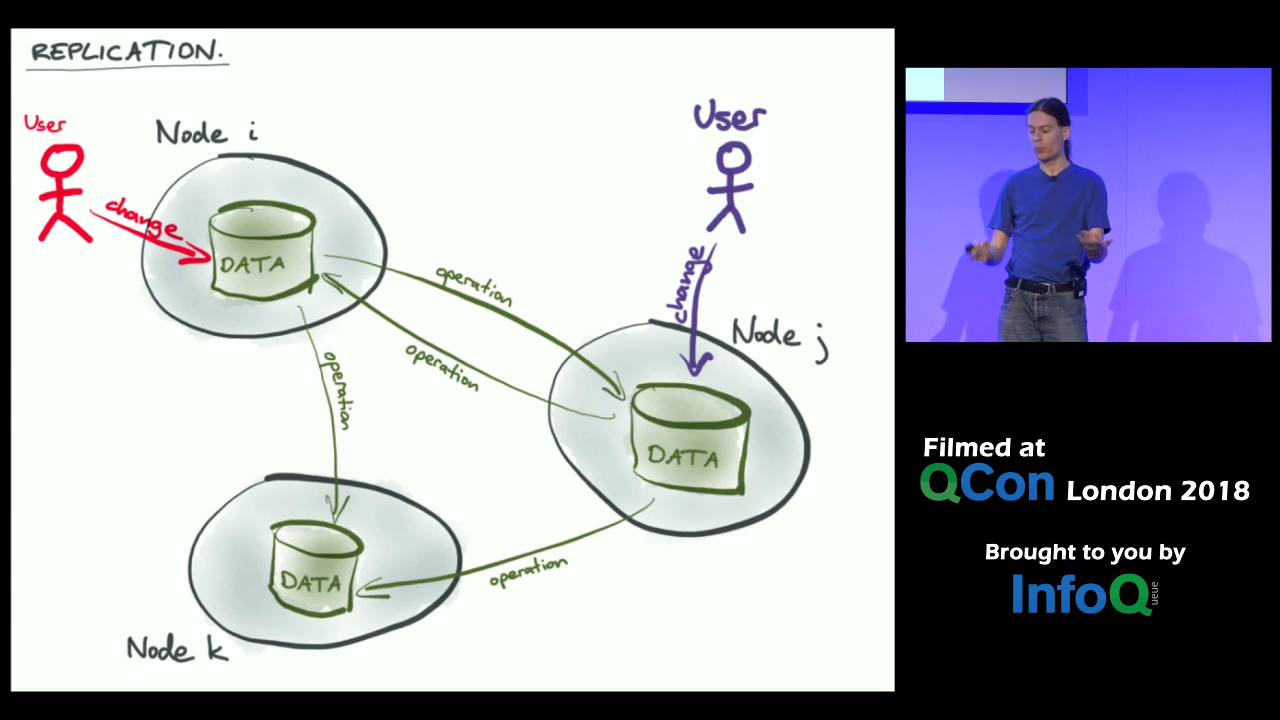 REPLICATION.
User
Node i
change
DATA
operation
operation
operation
User
change
Node j
DATA
operation
DATA
Node k
Filmed at
QCon London 2018
Brought to you by
InfoQueue